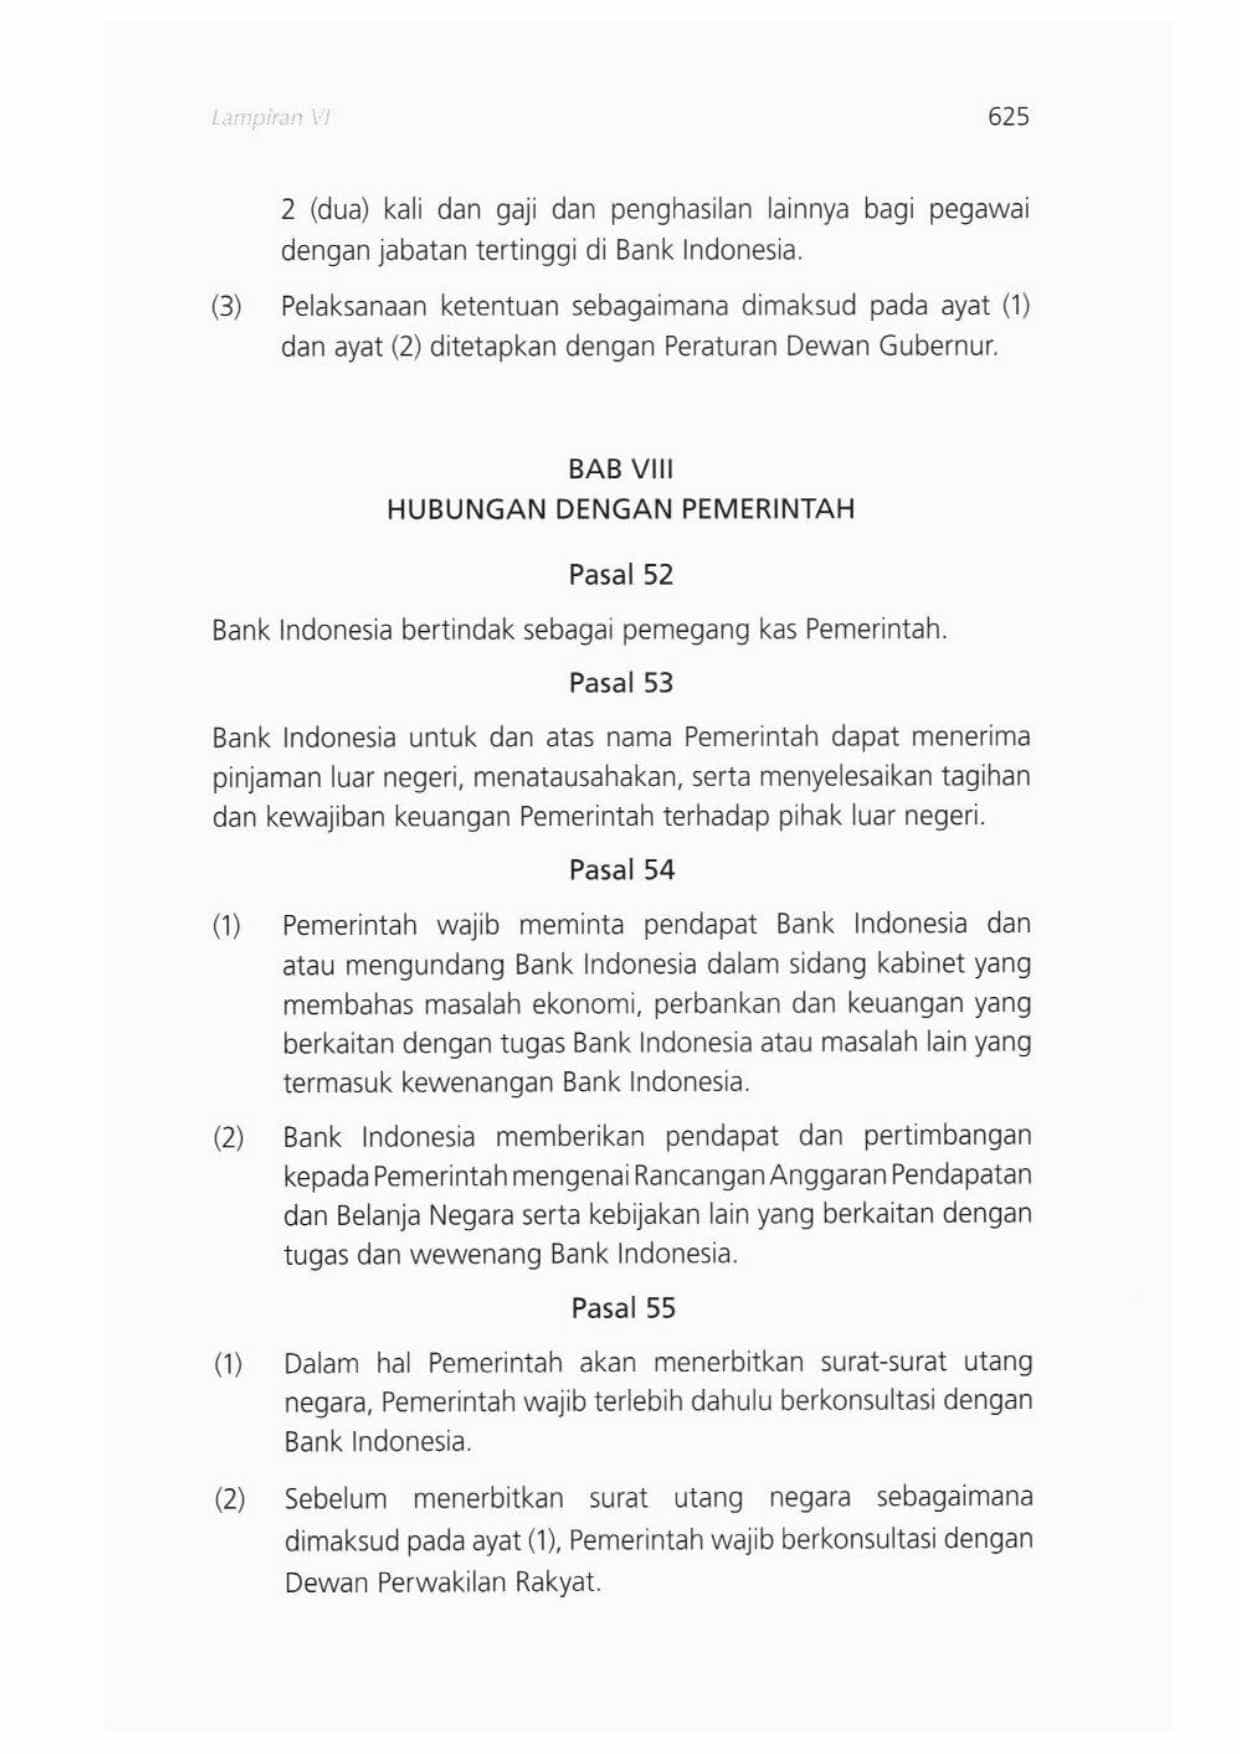 Lampiran VI
625
2 (dua) kali dan gaji dan penghasilan lainnya bagi pegawai
dengan jabatan tertinggi di Bank Indonesia.
(3) Pelaksanaan ketentuan sebagaimana dimaksud pada ayat (1)
dan ayat (2) ditetapkan dengan Peraturan Dewan Gubernur.
BAB VIII
HUBUNGAN DENGAN PEMERINTAH
Pasal 52
Bank Indonesia bertindak sebagai pemegang kas Pemerintah.
Pasal 53
Bank Indonesia untuk dan atas nama Pemerintah dapat menerima
pinjaman luar negeri, menatausahakan, serta menyelesaikan tagihan
dan kewajiban keuangan Pemerintah terhadap pihak luar negeri.
Pasal 54
(1) Pemerintah wajib meminta pendapat Bank Indonesia dan
atau mengundang Bank Indonesia dalam sidang kabinet yang
membahas masalah ekonomi, perbankan dan keuangan yang
berkaitan dengan tugas Bank Indonesia atau masalah lain yang
termasuk kewenangan Bank Indonesia.
(2) Bank Indonesia memberikan pendapat dan pertimbangan
kepada Pemerintah mengenai Rancangan Anggaran Pendapatan
dan Belanja Negara serta kebijakan lain yang berkaitan dengan
tugas dan wewenang Bank Indonesia.
Pasal 55
(1) Dalam hal Pemerintah akan menerbitkan surat-surat utang
negara, Pemerintah wajib terlebih dahulu berkonsultasi dengan
Bank Indonesia.
(2) Sebelum menerbitkan surat utang negara sebagaimana
dimaksud pada ayat (1), Pemerintah wajib berkonsultasi dengan
Dewan Perwakilan Rakyat.